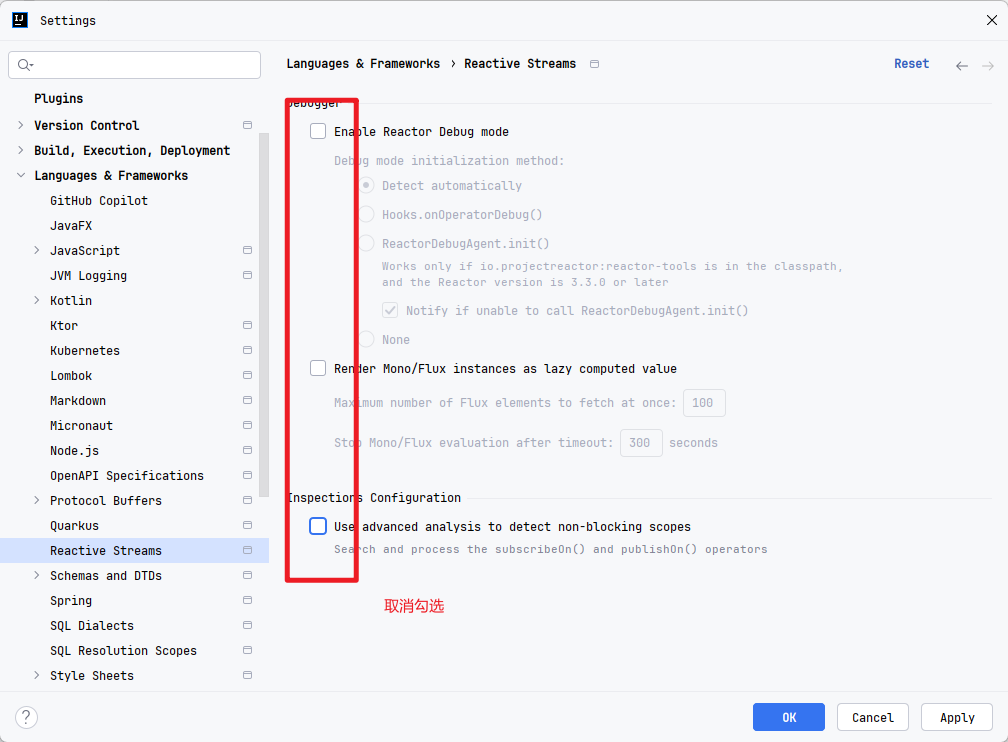 IJ
Settings
Plugins
Version Control
Build, Execution, Deployment
Languages & Frameworks
GitHub Copilot
JavaFX
JavaScript
JVM Logging
Kotlin
Ktor
Kubernetes
Lombok
Markdown
Micronaut
Node.js
OpenAPI Specifications
Protocol Buffers
Quarkus
Reactive Streams
Schemas and DTDs
Spring
SQL Dialects
SQL Resolution Scopes
Style Sheets
Languages & Frameworks › Reactive Streams
Reset
Debugger
Enable Reactor Debug mode
Debug mode initialization method:
Detect automatically
Hooks.onOperatorDebug()
ReactorDebugAgent.init()
Works only if io.projectreactor:reactor-tools is in the classpath,
and the Reactor version is 3.3.0 or later
Notify if unable to call ReactorDebugAgent.init()
None
Render Mono/Flux instances as lazy computed value
Maximum number of Flux elements to fetch at once: 100
Stop Mono/Flux evaluation after timeout: 300 seconds
Inspections Configuration
Use advanced analysis to detect non-blocking scopes
Search and process the subscribeOn() and publishOn() operators
取消勾选
?
OK
Cancel
Apply